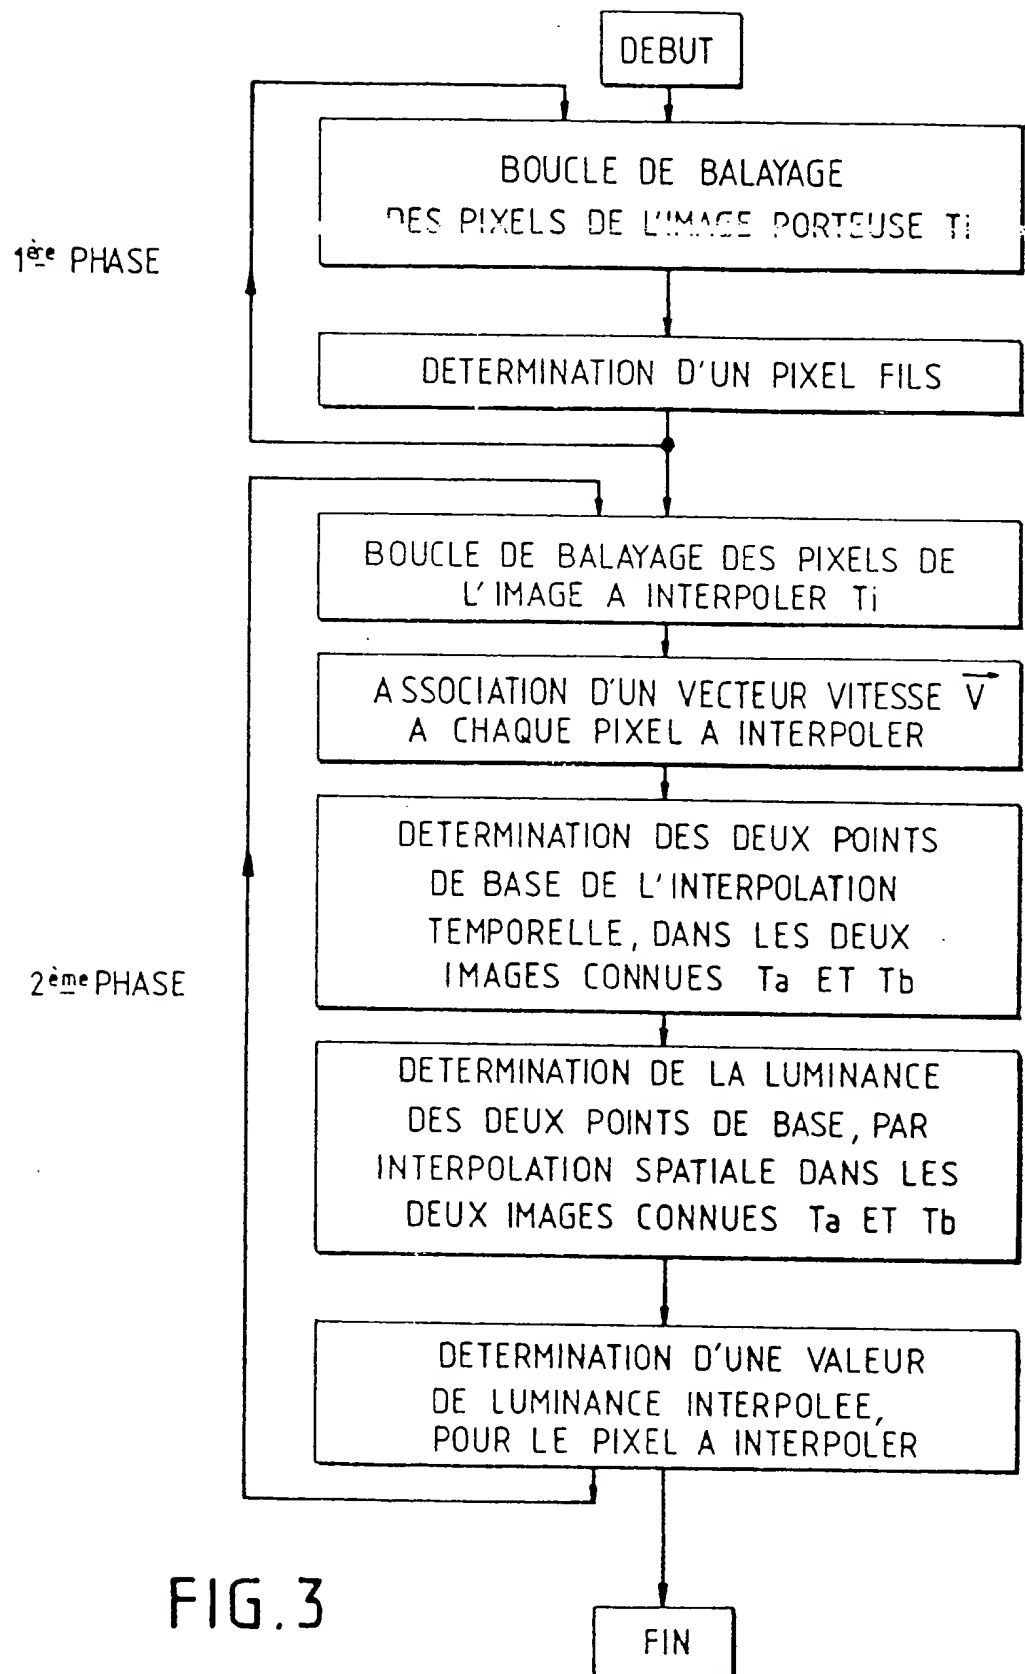 DEBUT
BOUCLE DE BALAYAGE
DES PIXELS DE L'IMAGE PORTEUSE Ti
1ère PHASE
DETERMINATION D'UN PIXEL FILS
BOUCLE DE BALAYAGE DES PIXELS DE
L'IMAGE A INTERPOLER Ti
ASSOCIATION D'UN VECTEUR VITESSE V
A CHAQUE PIXEL A INTERPOLER
DETERMINATION DES DEUX POINTS
DE BASE DE L'INTERPOLATION
TEMPORELLE, DANS LES DEUX
IMAGES CONNUES Ta ET Tb
2ème PHASE
DETERMINATION DE LA LUMINANCE
DES DEUX POINTS DE BASE, PAR
INTERPOLATION SPATIALE DANS LES
DEUX IMAGES CONNUES Ta ET Tb
DETERMINATION D'UNE VALEUR
DE LUMINANCE INTERPOLEE,
POUR LE PIXEL A INTERPOLER
FIG.3
FIN